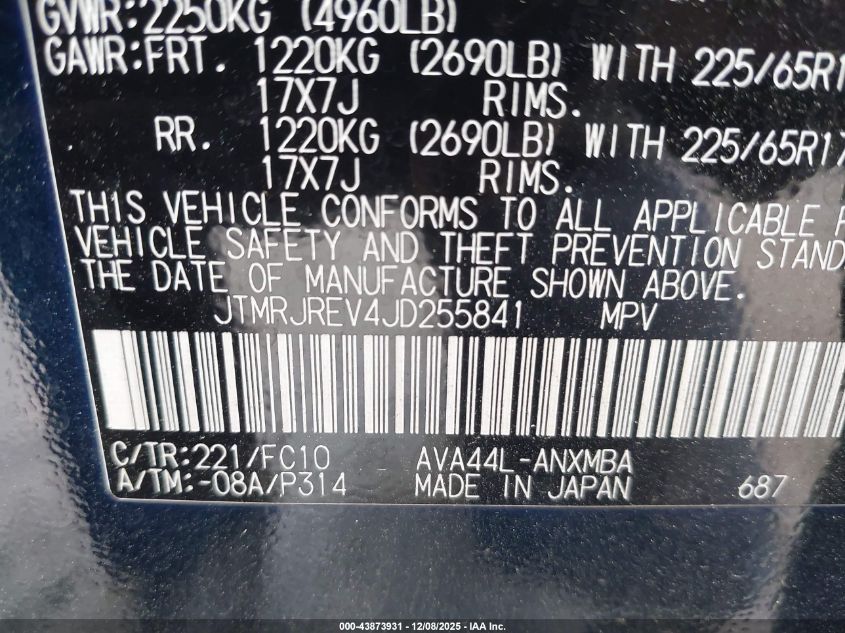 GVWR:2250KG (4960LB)
GAWR:FRT. 1220KG (2690LB) WITH 225/65R1
17X7J RIMS.
RR. 1220KG (2690LB) WITH 225/65R17
17X7J RIMS.
THIS VEHICLE CONFORMS TO ALL APPLICABLE
VEHICLE SAFETY AND THEFT PREVENTION STAND
THE DATE OF MANUFACTURE SHOWN ABOVE.
JTMRJREV4JD255841 MPV
C/TR:221/FC10 AVA44L-ANXMBA
A/TM:-08A/P314 MADE IN JAPAN 687
000-43873931 - 12/08/2025 - IAA Inc.